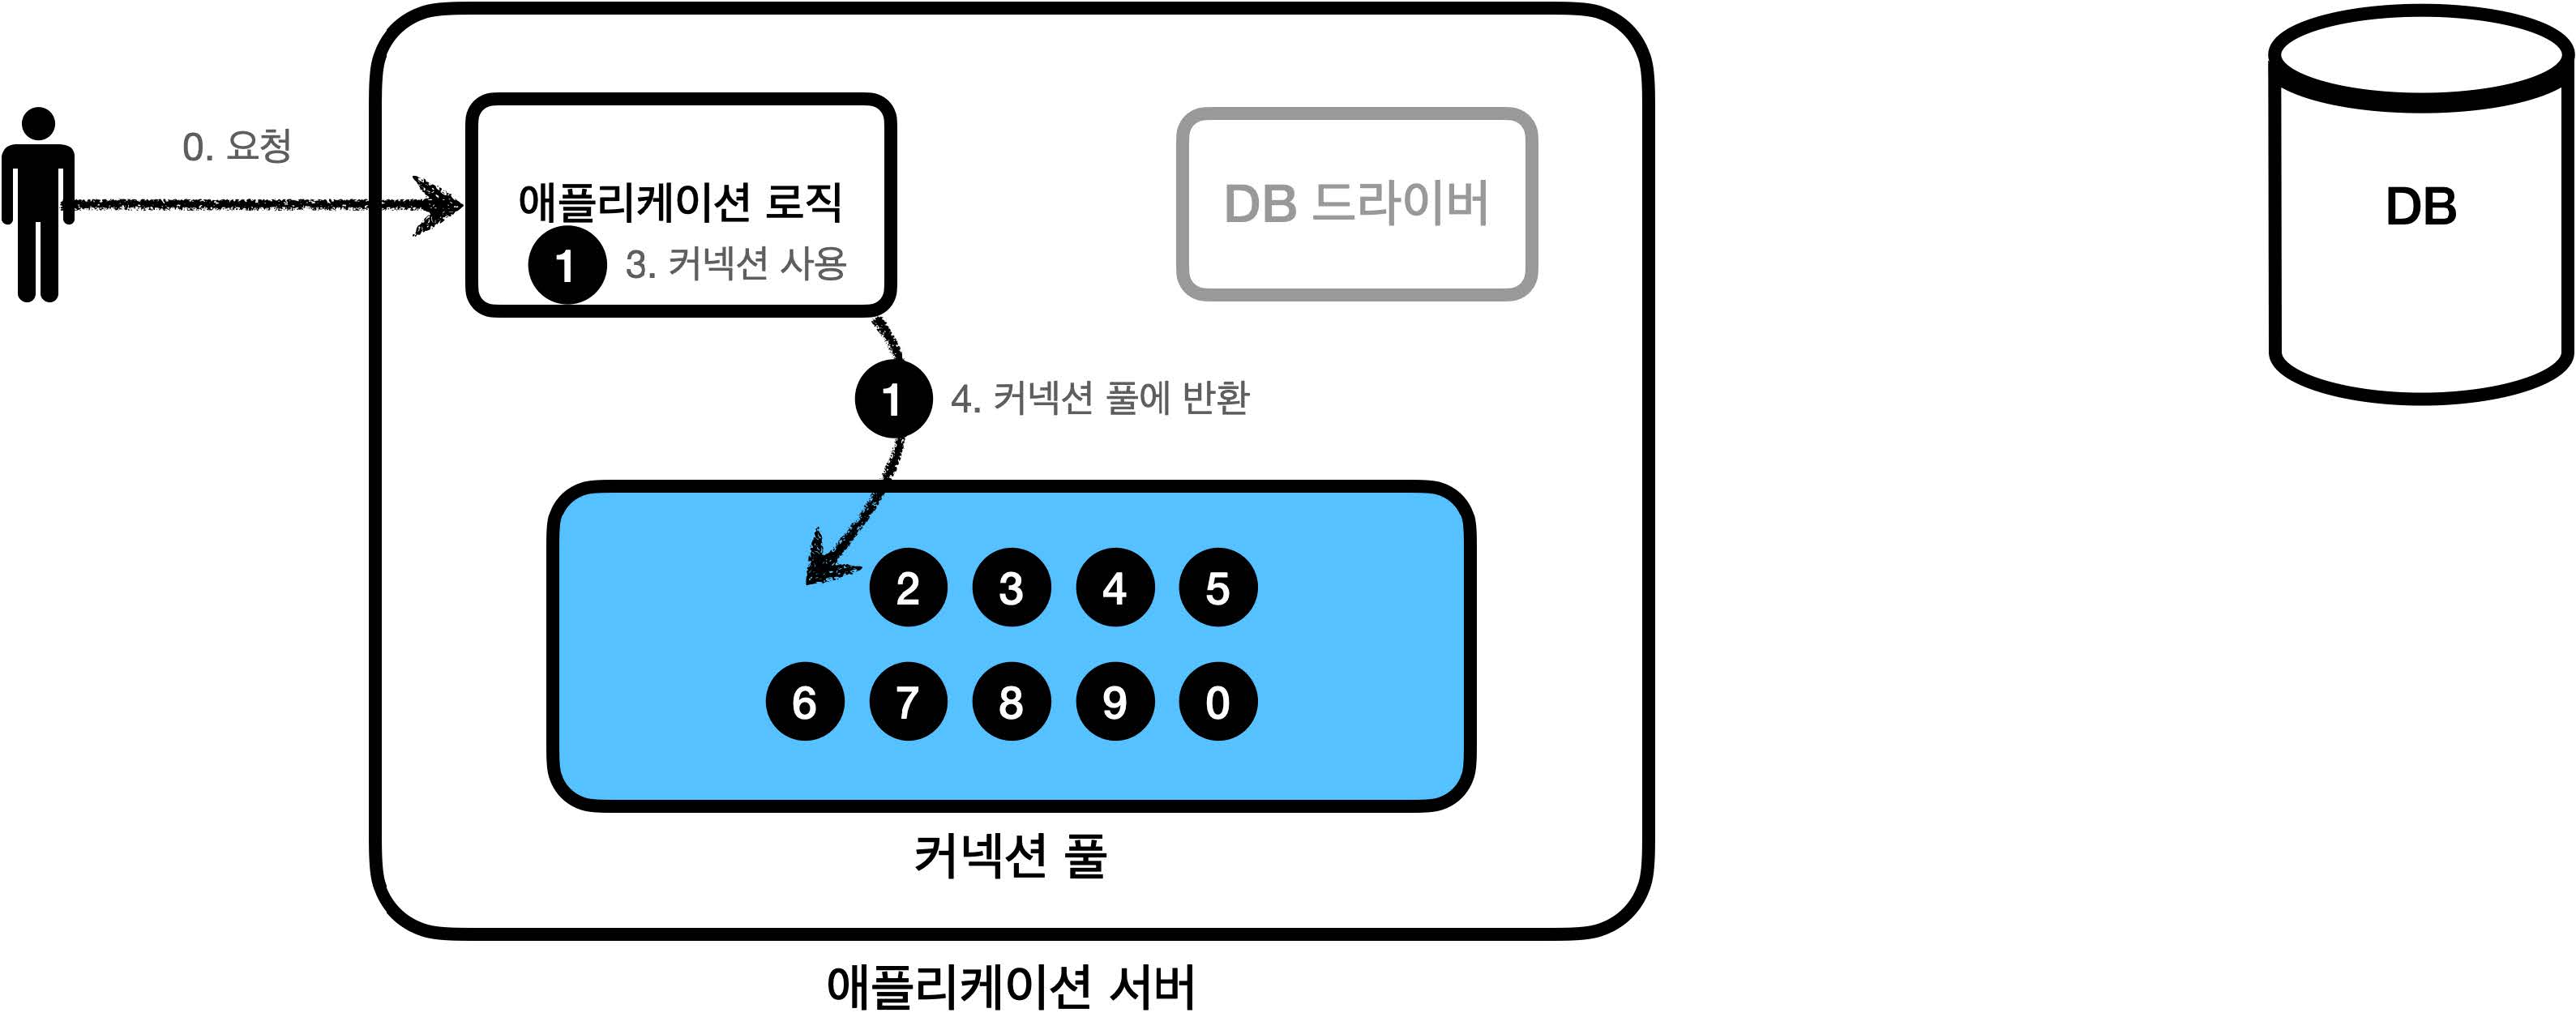 0. 요청
애플리케이션 로직
1
3. 커넥션 사용
DB 드라이버
DB
1
4. 커넥션 풀에 반환
2 3 4 5
6 7 8 9 0
커넥션 풀
애플리케이션 서버